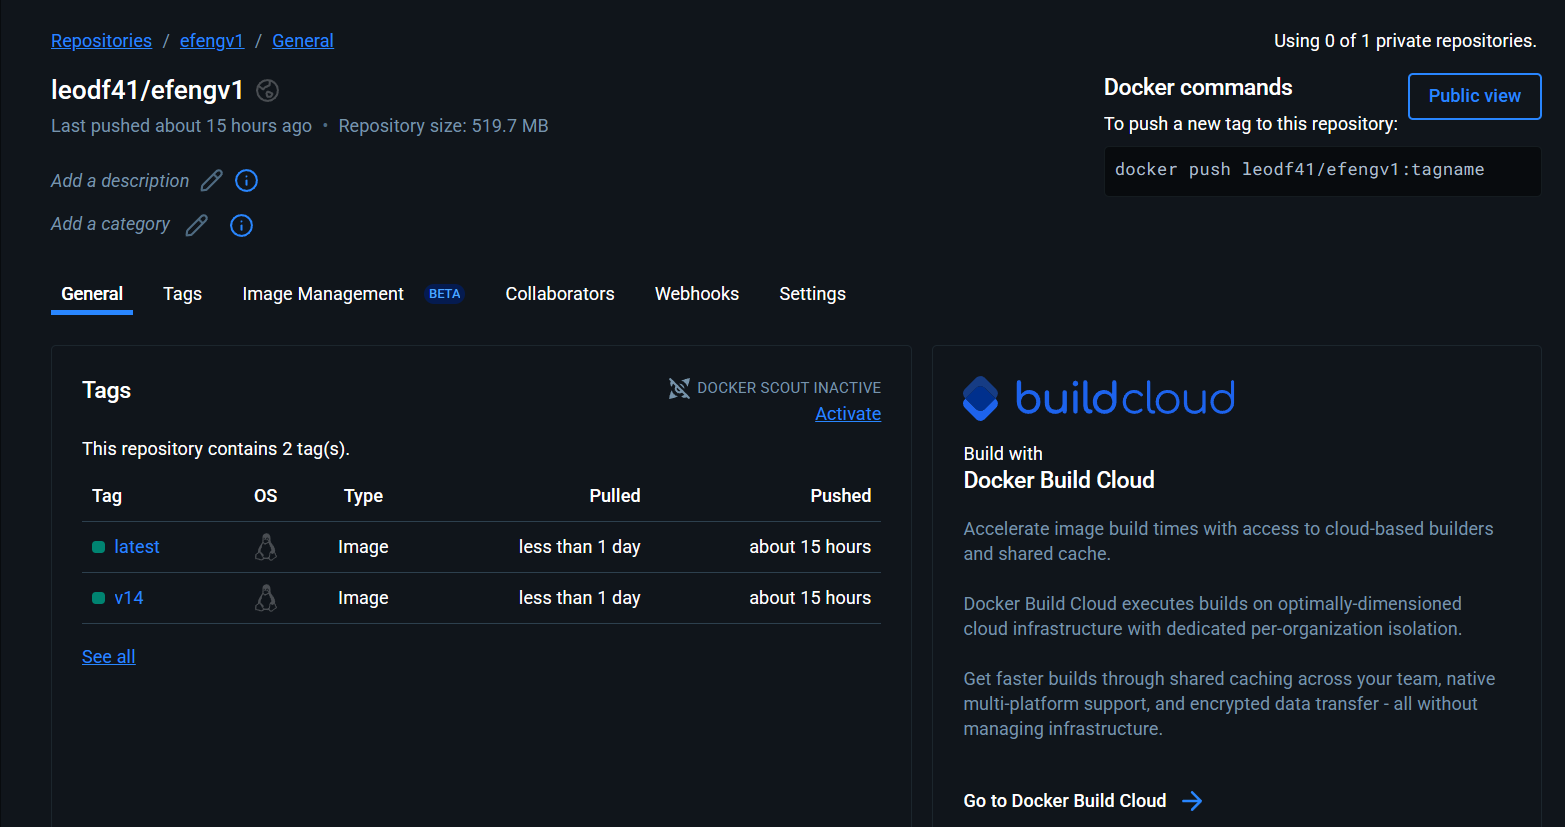 Repositories / efengv1 / General
Using 0 of 1 private repositories.
leodf41/efengv1
Last pushed about 15 hours ago • Repository size: 519.7 MB
Add a description
Add a category
Docker commands
Public view
To push a new tag to this repository:
docker push leodf41/efengv1:tagname
General Tags Image Management BETA Collaborators Webhooks Settings
Tags
DOCKER SCOUT INACTIVE
Activate
This repository contains 2 tag(s).
Tag OS Type Pulled Pushed
latest Image less than 1 day about 15 hours
v14 Image less than 1 day about 15 hours
See all
buildcloud
Build with
Docker Build Cloud
Accelerate image build times with access to cloud-based builders
and shared cache.
Docker Build Cloud executes builds on optimally-dimensioned
cloud infrastructure with dedicated per-organization isolation.
Get faster builds through shared caching across your team, native
multi-platform support, and encrypted data transfer - all without
managing infrastructure.
Go to Docker Build Cloud